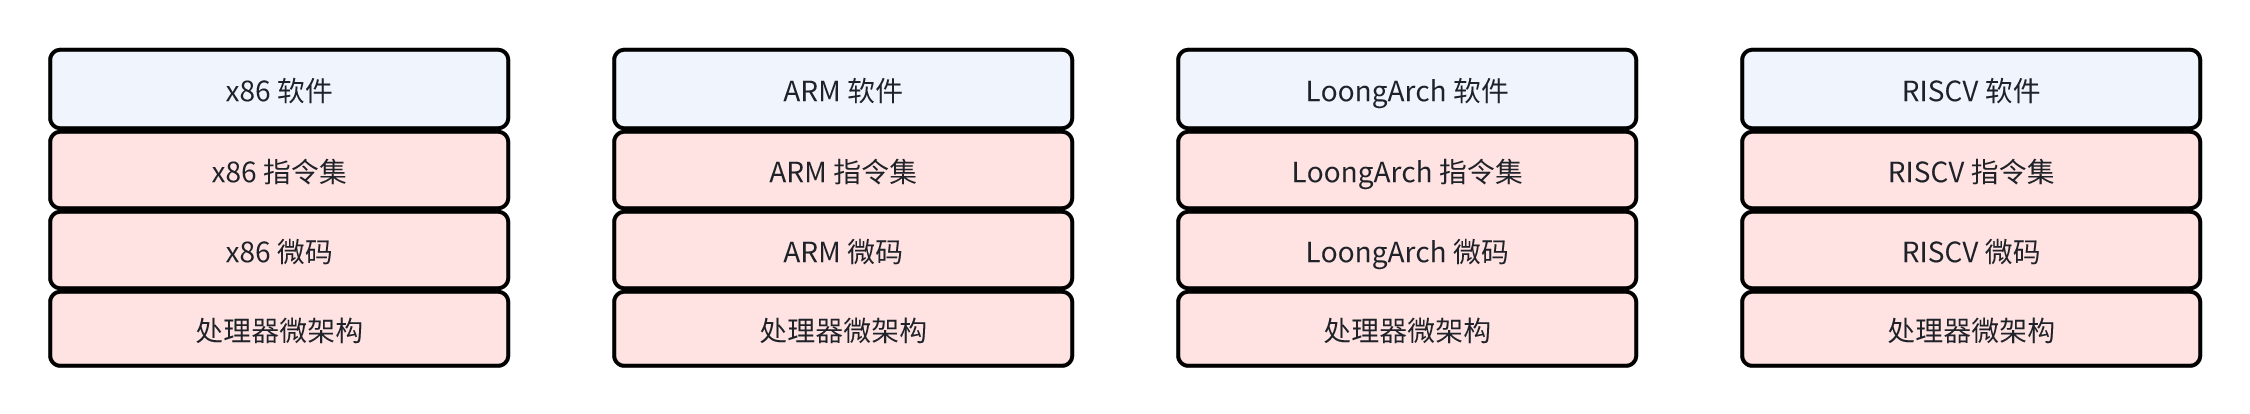 x86 软件
x86 指令集
x86 微码
处理器微架构
ARM 软件
ARM 指令集
ARM 微码
处理器微架构
LoongArch 软件
LoongArch 指令集
LoongArch 微码
处理器微架构
RISCV 软件
RISCV 指令集
RISCV 微码
处理器微架构